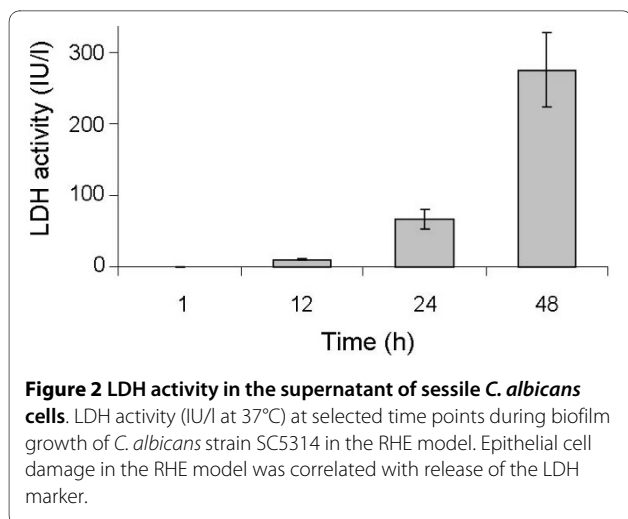 LDH activity (IU/l)
300
200
100
0
1 12 24 48
Time (h)
Figure 2 LDH activity in the supernatant of sessile C. albicans
cells. LDH activity (IU/l at 37°C) at selected time points during biofilm
growth of C. albicans strain SC5314 in the RHE model. Epithelial cell
damage in the RHE model was correlated with release of the LDH
marker.